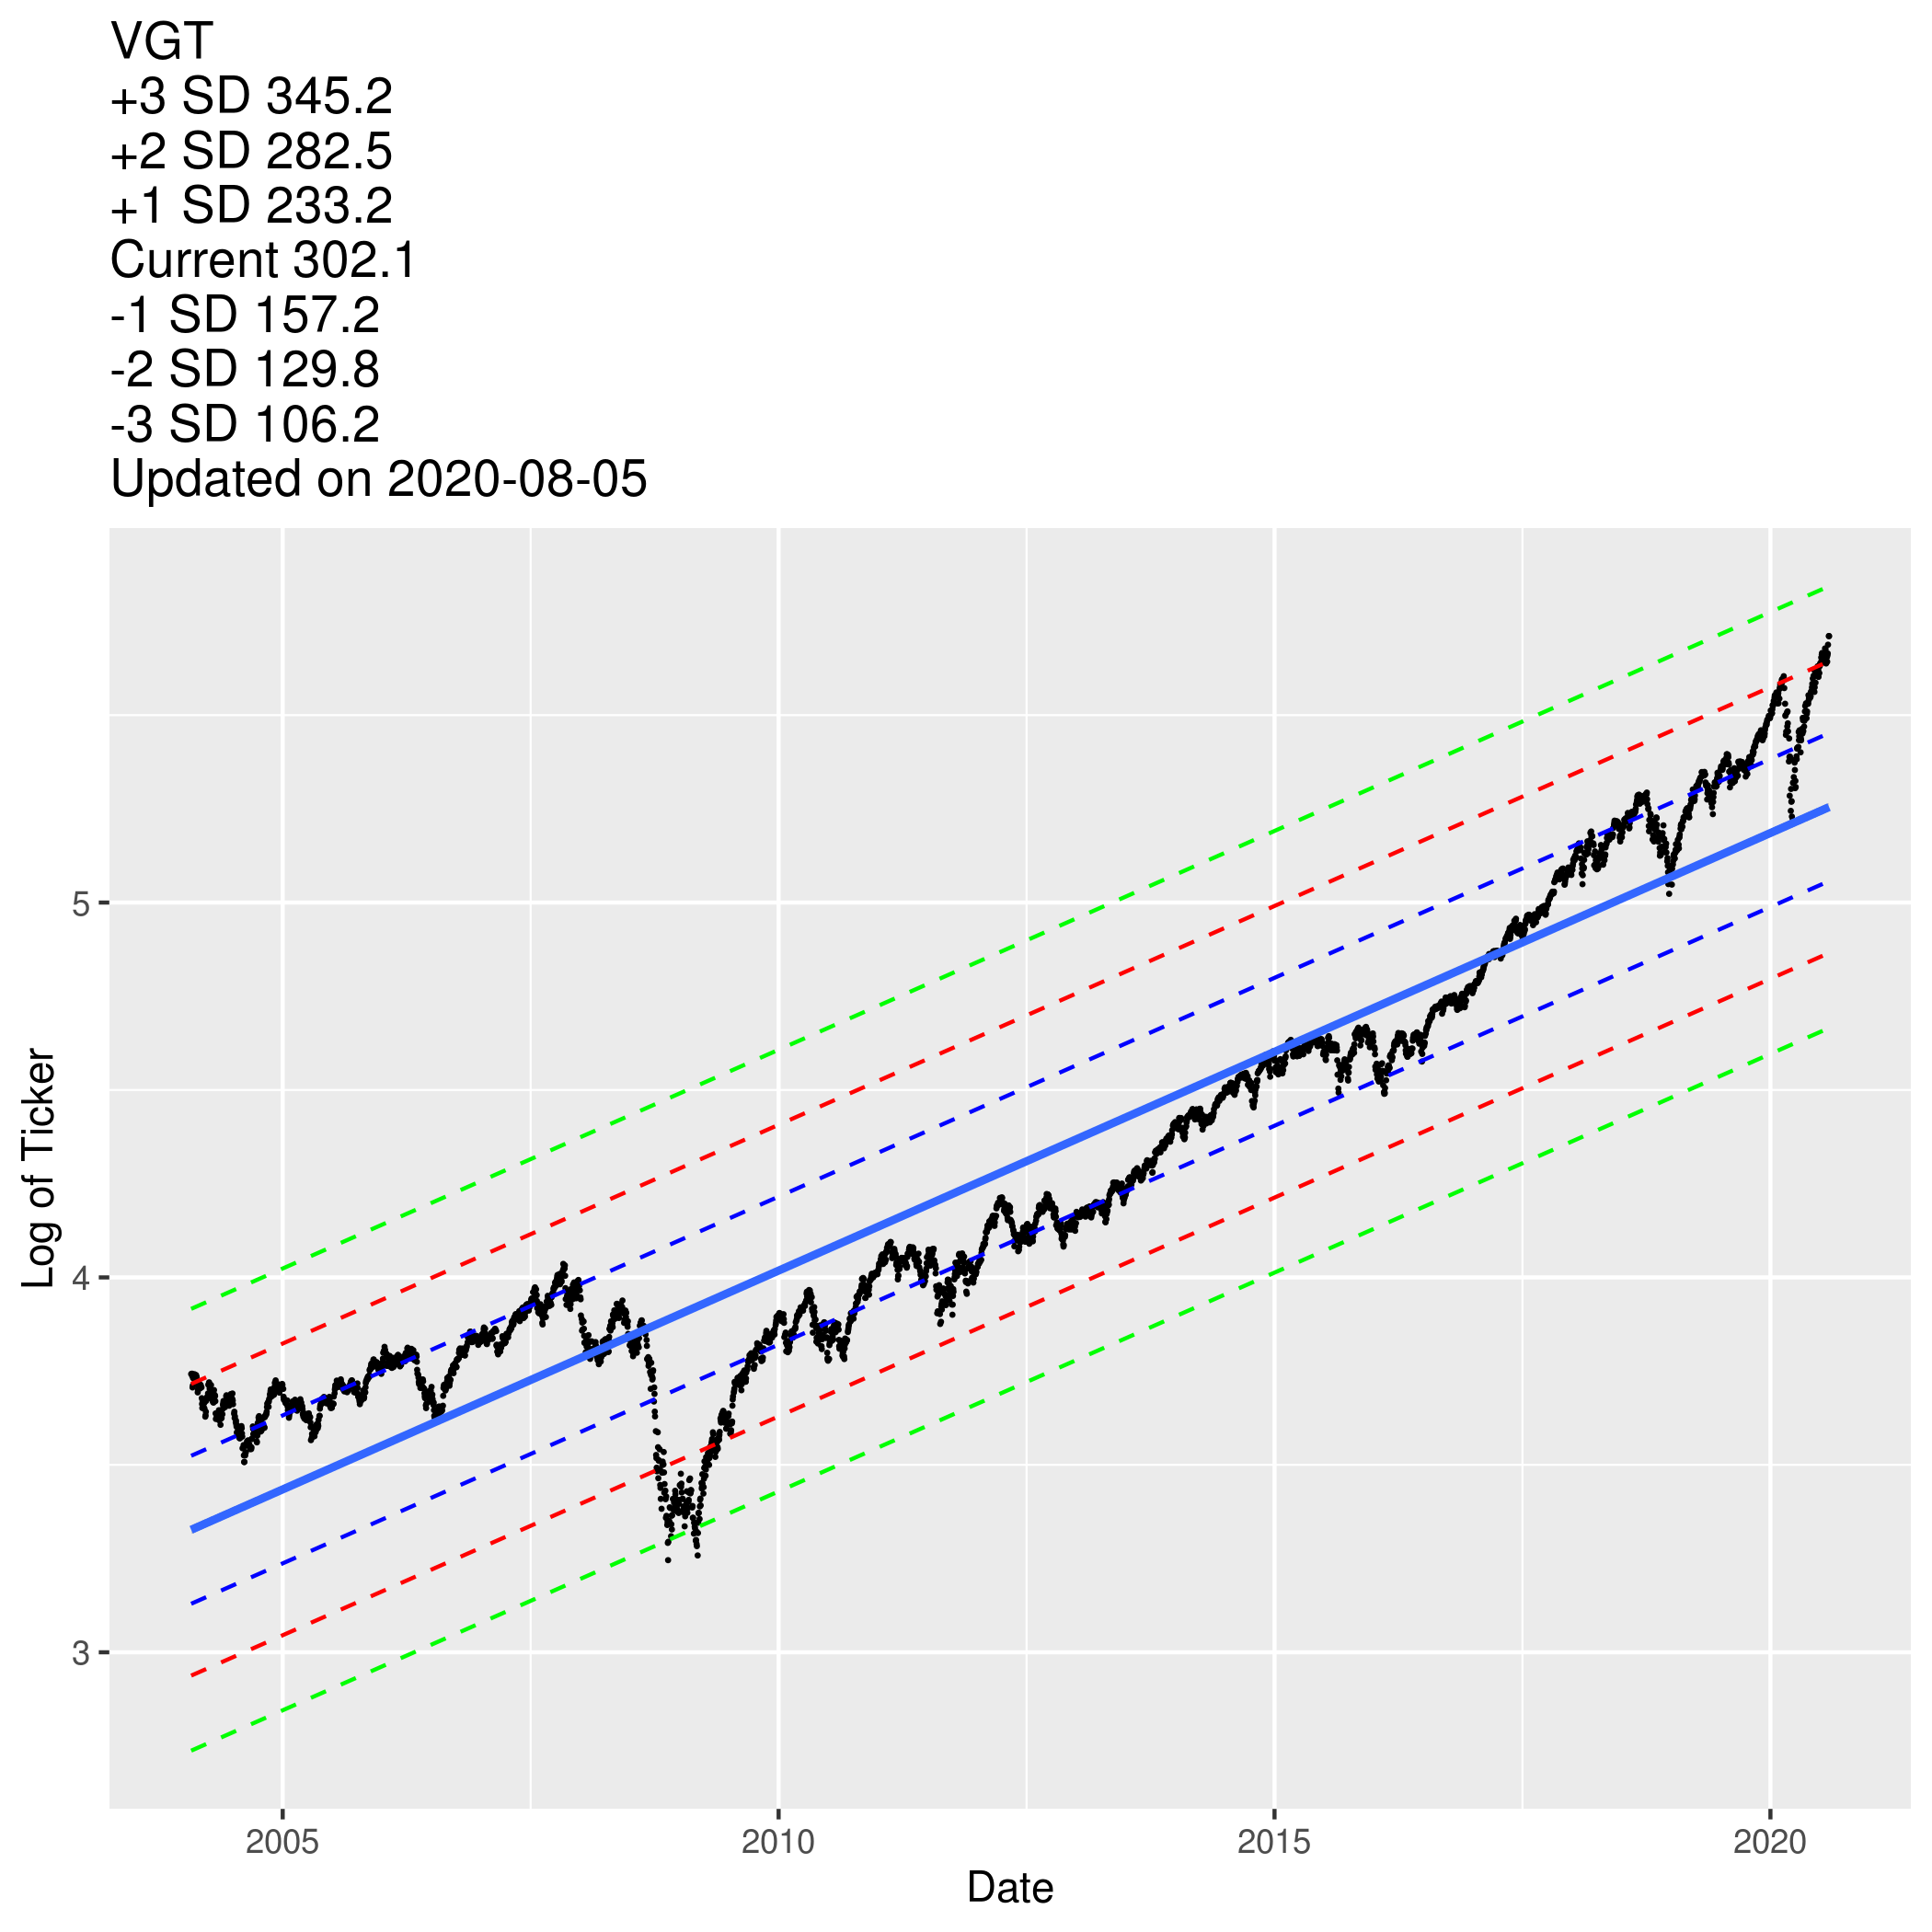 VGT
+3 SD 345.2
+2 SD 282.5
+1 SD 233.2
Current 302.1
-1 SD 157.2
-2 SD 129.8
-3 SD 106.2
Updated on 2020-08-05
Log of Ticker
5
4
3
2005 2010 2015 2020
Date